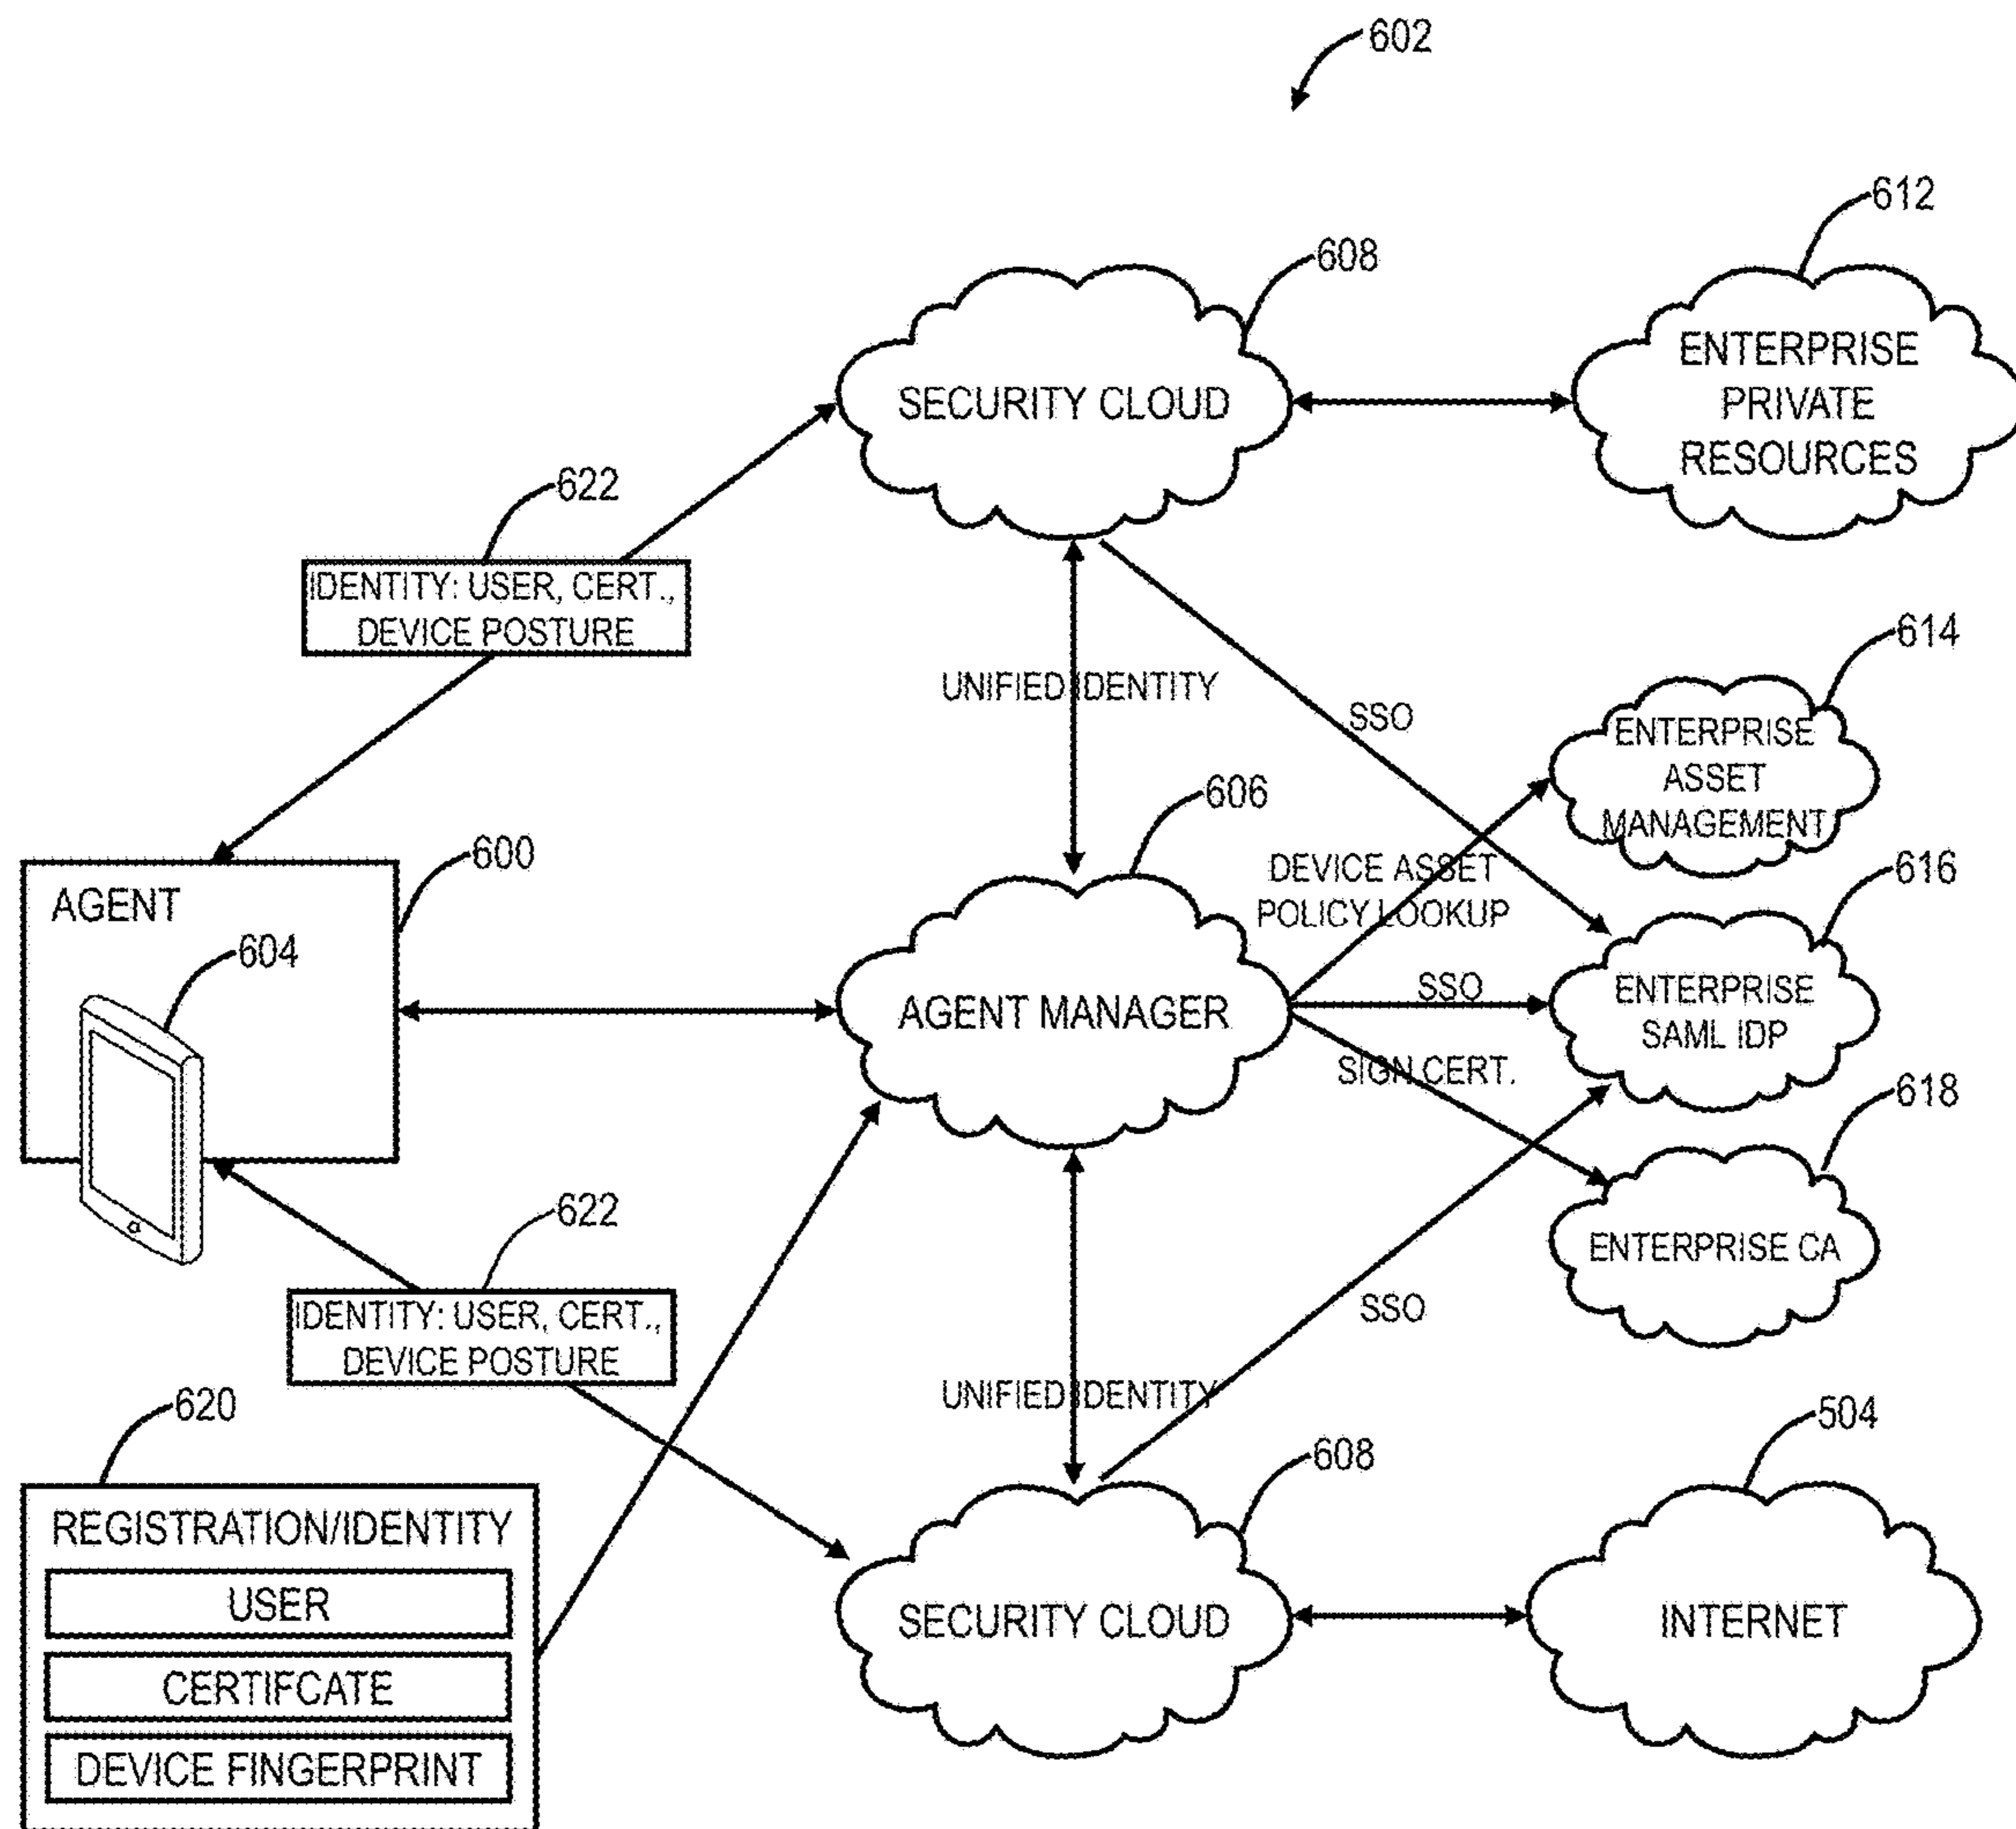 602
612
608
SECURITY CLOUD
ENTERPRISE
PRIVATE
RESOURCES
622
IDENTITY: USER, CERT.,
DEVICE POSTURE
UNIFIED IDENTITY
SSO
614
ENTERPRISE
ASSET
MANAGEMENT
606
600
AGENT
604
DEVICE ASSET
POLICY LOOKUP
616
AGENT MANAGER
SSO
ENTERPRISE
SAML IDP
SIGN CERT.
618
ENTERPRISE CA
622
IDENTITY: USER, CERT.,
DEVICE POSTURE
SSO
UNIFIED IDENTITY
620
504
608
REGISTRATION/IDENTITY
USER
CERTIFCATE
DEVICE FINGERPRINT
SECURITY CLOUD
INTERNET